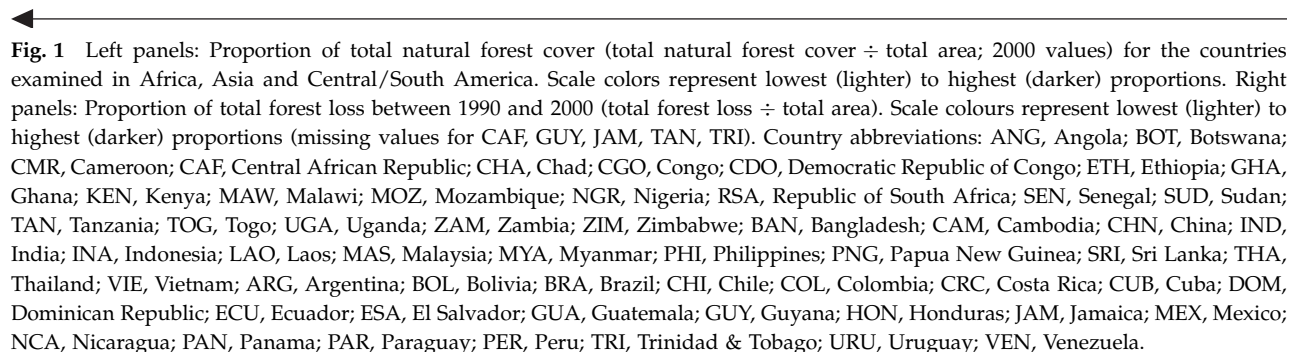 Fig. 1 Left panels: Proportion of total natural forest cover (total natural forest cover ÷ total area; 2000 values) for the countries
examined in Africa, Asia and Central/South America. Scale colors represent lowest (lighter) to highest (darker) proportions. Right
panels: Proportion of total forest loss between 1990 and 2000 (total forest loss ÷ total area). Scale colours represent lowest (lighter) to
highest (darker) proportions (missing values for CAF, GUY, JAM, TAN, TRI). Country abbreviations: ANG, Angola; BOT, Botswana;
CMR, Cameroon; CAF, Central African Republic; CHA, Chad; CGO, Congo; CDO, Democratic Republic of Congo; ETH, Ethiopia; GHA,
Ghana; KEN, Kenya; MAW, Malawi; MOZ, Mozambique; NGR, Nigeria; RSA, Republic of South Africa; SEN, Senegal; SUD, Sudan;
TAN, Tanzania; TOG, Togo; UGA, Uganda; ZAM, Zambia; ZIM, Zimbabwe; BAN, Bangladesh; CAM, Cambodia; CHN, China; IND,
India; INA, Indonesia; LAO, Laos; MAS, Malaysia; MYA, Myanmar; PHI, Philippines; PNG, Papua New Guinea; SRI, Sri Lanka; THA,
Thailand; VIE, Vietnam; ARG, Argentina; BOL, Bolivia; BRA, Brazil; CHI, Chile; COL, Colombia; CRC, Costa Rica; CUB, Cuba; DOM,
Dominican Republic; ECU, Ecuador; ESA, El Salvador; GUA, Guatemala; GUY, Guyana; HON, Honduras; JAM, Jamaica; MEX, Mexico;
NCA, Nicaragua; PAN, Panama; PAR, Paraguay; PER, Peru; TRI, Trinidad & Tobago; URU, Uruguay; VEN, Venezuela.